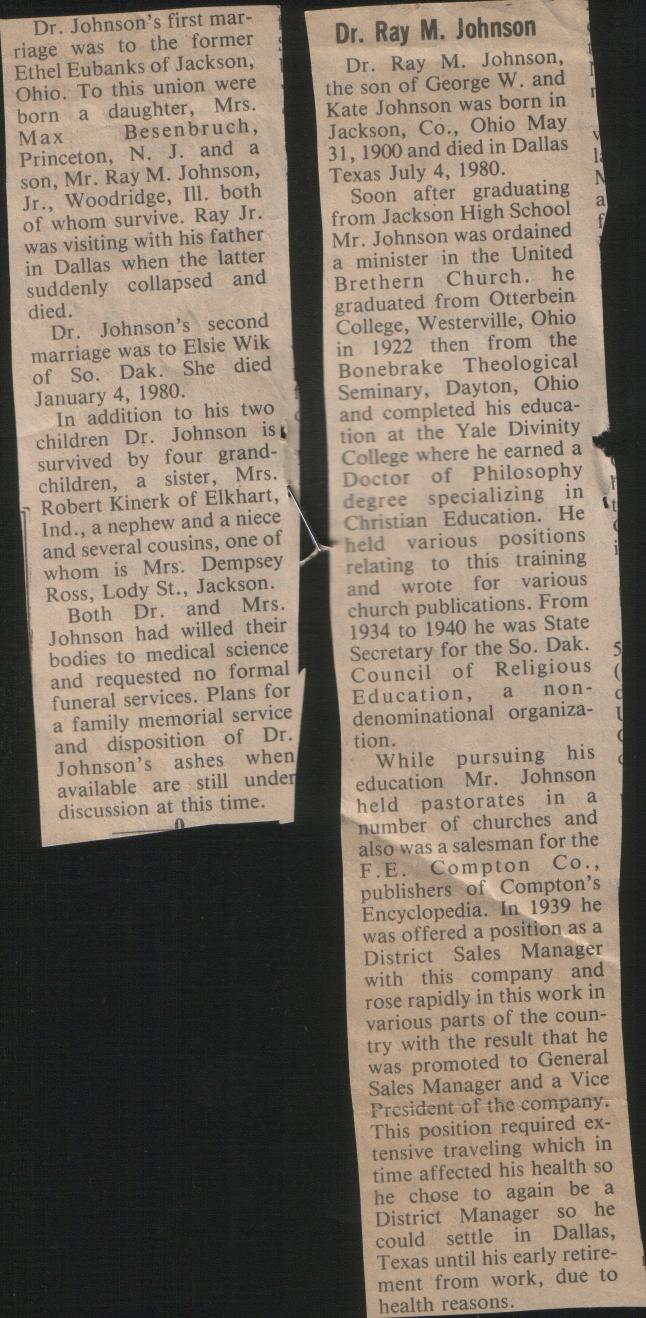 Dr. Ray M. Johnson
Dr. Ray M. Johnson,
the son of George W. and
Kate Johnson was born in
Jackson, Co., Ohio May
31, 1900 and died in Dallas
Texas July 4, 1980.
Soon after graduating
from Jackson High School
Mr. Johnson was ordained
a minister in the United
Brethern Church. he
graduated from Otterbein
College, Westerville, Ohio
in 1922 then from the
Bonebrake Theological
Seminary, Dayton, Ohio
and completed his educa-
tion at the Yale Divinity
College where he earned a
Doctor of Philosophy
degree specializing in
Christian Education. He
held various positions
relating to this training
and wrote for various
church publications. From
1934 to 1940 he was State
Secretary for the So. Dak.
Council of Religious
Education, a non-
denominational organiza-
tion.
While pursuing his
education Mr. Johnson
held pastorates in a
number of churches and
also was a salesman for the
F.E. Compton Co.,
publishers of Compton's
Encyclopedia. In 1939 he
was offered a position as a
District Sales Manager
with this company and
rose rapidly in this work in
various parts of the coun-
try with the result that he
was promoted to General
Sales Manager and a Vice
President of the company.
This position required ex-
tensive traveling which in
time affected his health so
he chose to again be a
District Manager so he
could settle in Dallas,
Texas until his early retire-
ment from work, due to
health reasons.
Dr. Johnson's first mar-
riage was to the former
Ethel Eubanks of Jackson,
Ohio. To this union were
born a daughter, Mrs.
Max Besenbruch,
Princeton, N. J. and a
son, Mr. Ray M. Johnson,
Jr., Woodridge, Ill. both
of whom survive. Ray Jr.
was visiting with his father
in Dallas when the latter
suddenly collapsed and
died.
Dr. Johnson's second
marriage was to Elsie Wik
of So. Dak. She died
January 4, 1980.
In addition to his two
children Dr. Johnson is
survived by four grand-
children, a sister, Mrs.
Robert Kinerk of Elkhart,
Ind., a nephew and a niece
and several cousins, one of
whom is Mrs. Dempsey
Ross, Lody St., Jackson.
Both Dr. and Mrs.
Johnson had willed their
bodies to medical science
and requested no formal
funeral services. Plans for
a family memorial service
and disposition of Dr.
Johnson's ashes when
available are still under
discussion at this time.
0